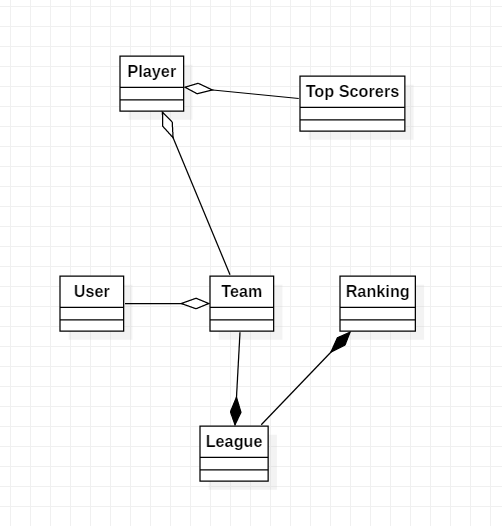 Player
Top Scorers
User
Team
Ranking
League